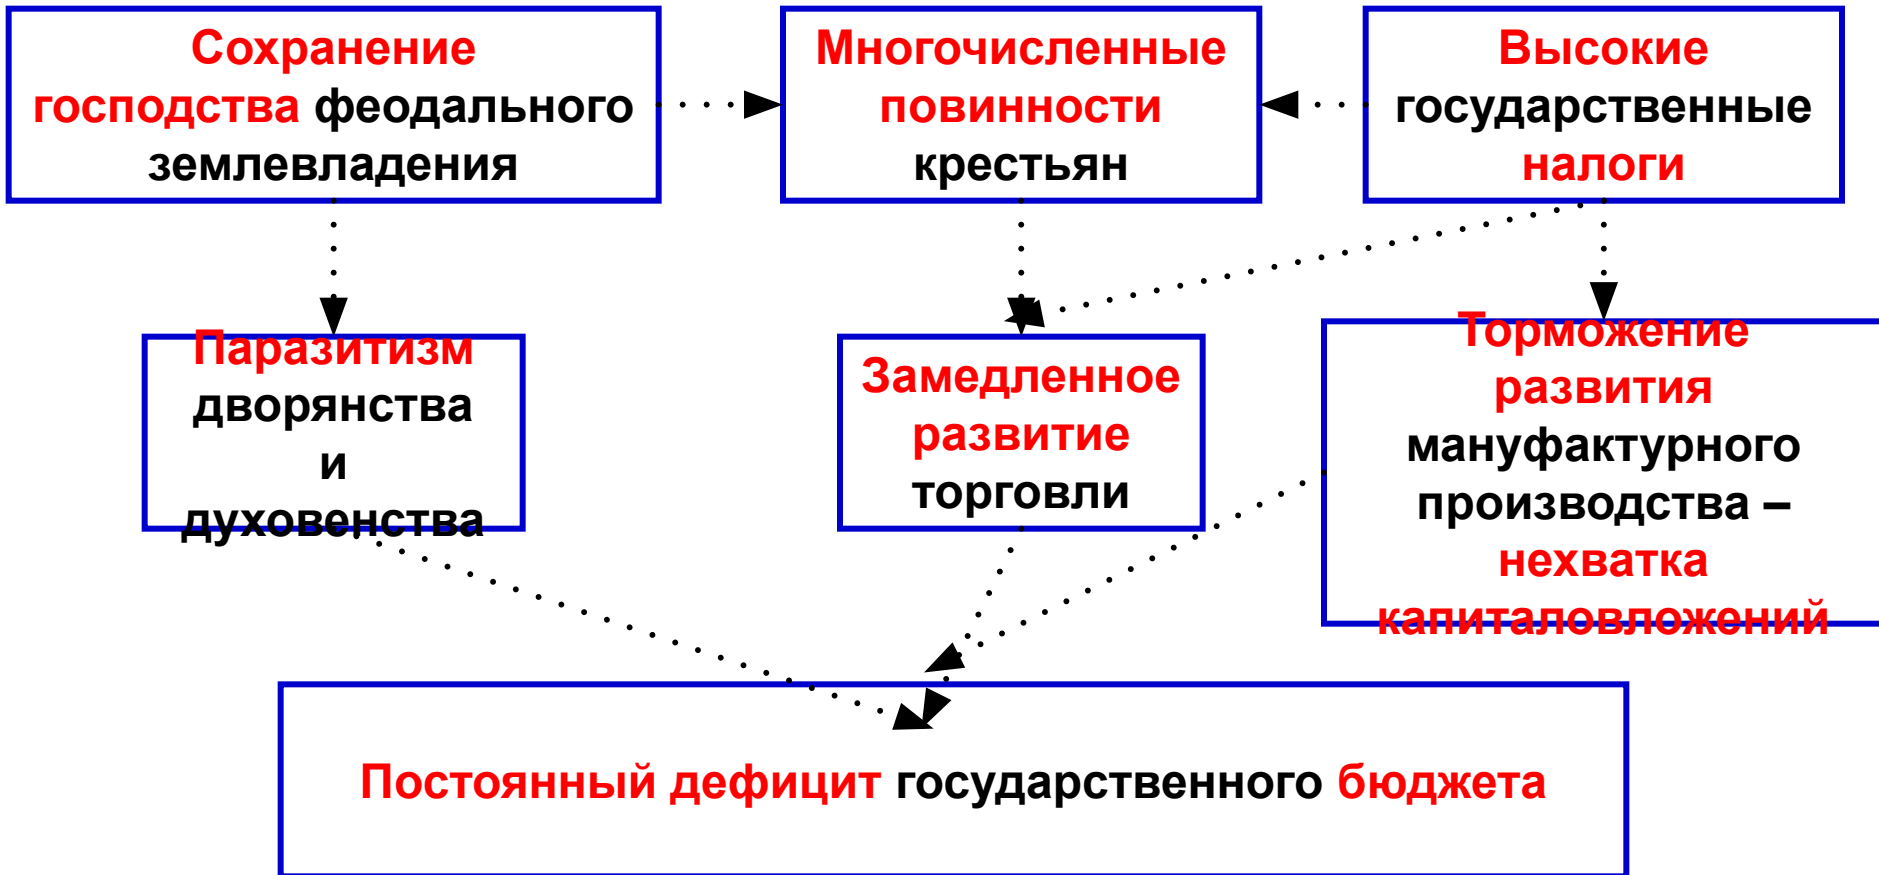 Сохранение
господства феодального
землевладения
Многочисленные
повинности
крестьян
Высокие
государственные
налоги
Паразитизм
дворянства
и
духовенства
Замедленное
развитие
торговли
Торможение
развития
мануфактурного
производства –
нехватка
капиталовложений
Постоянный дефицит государственного бюджета